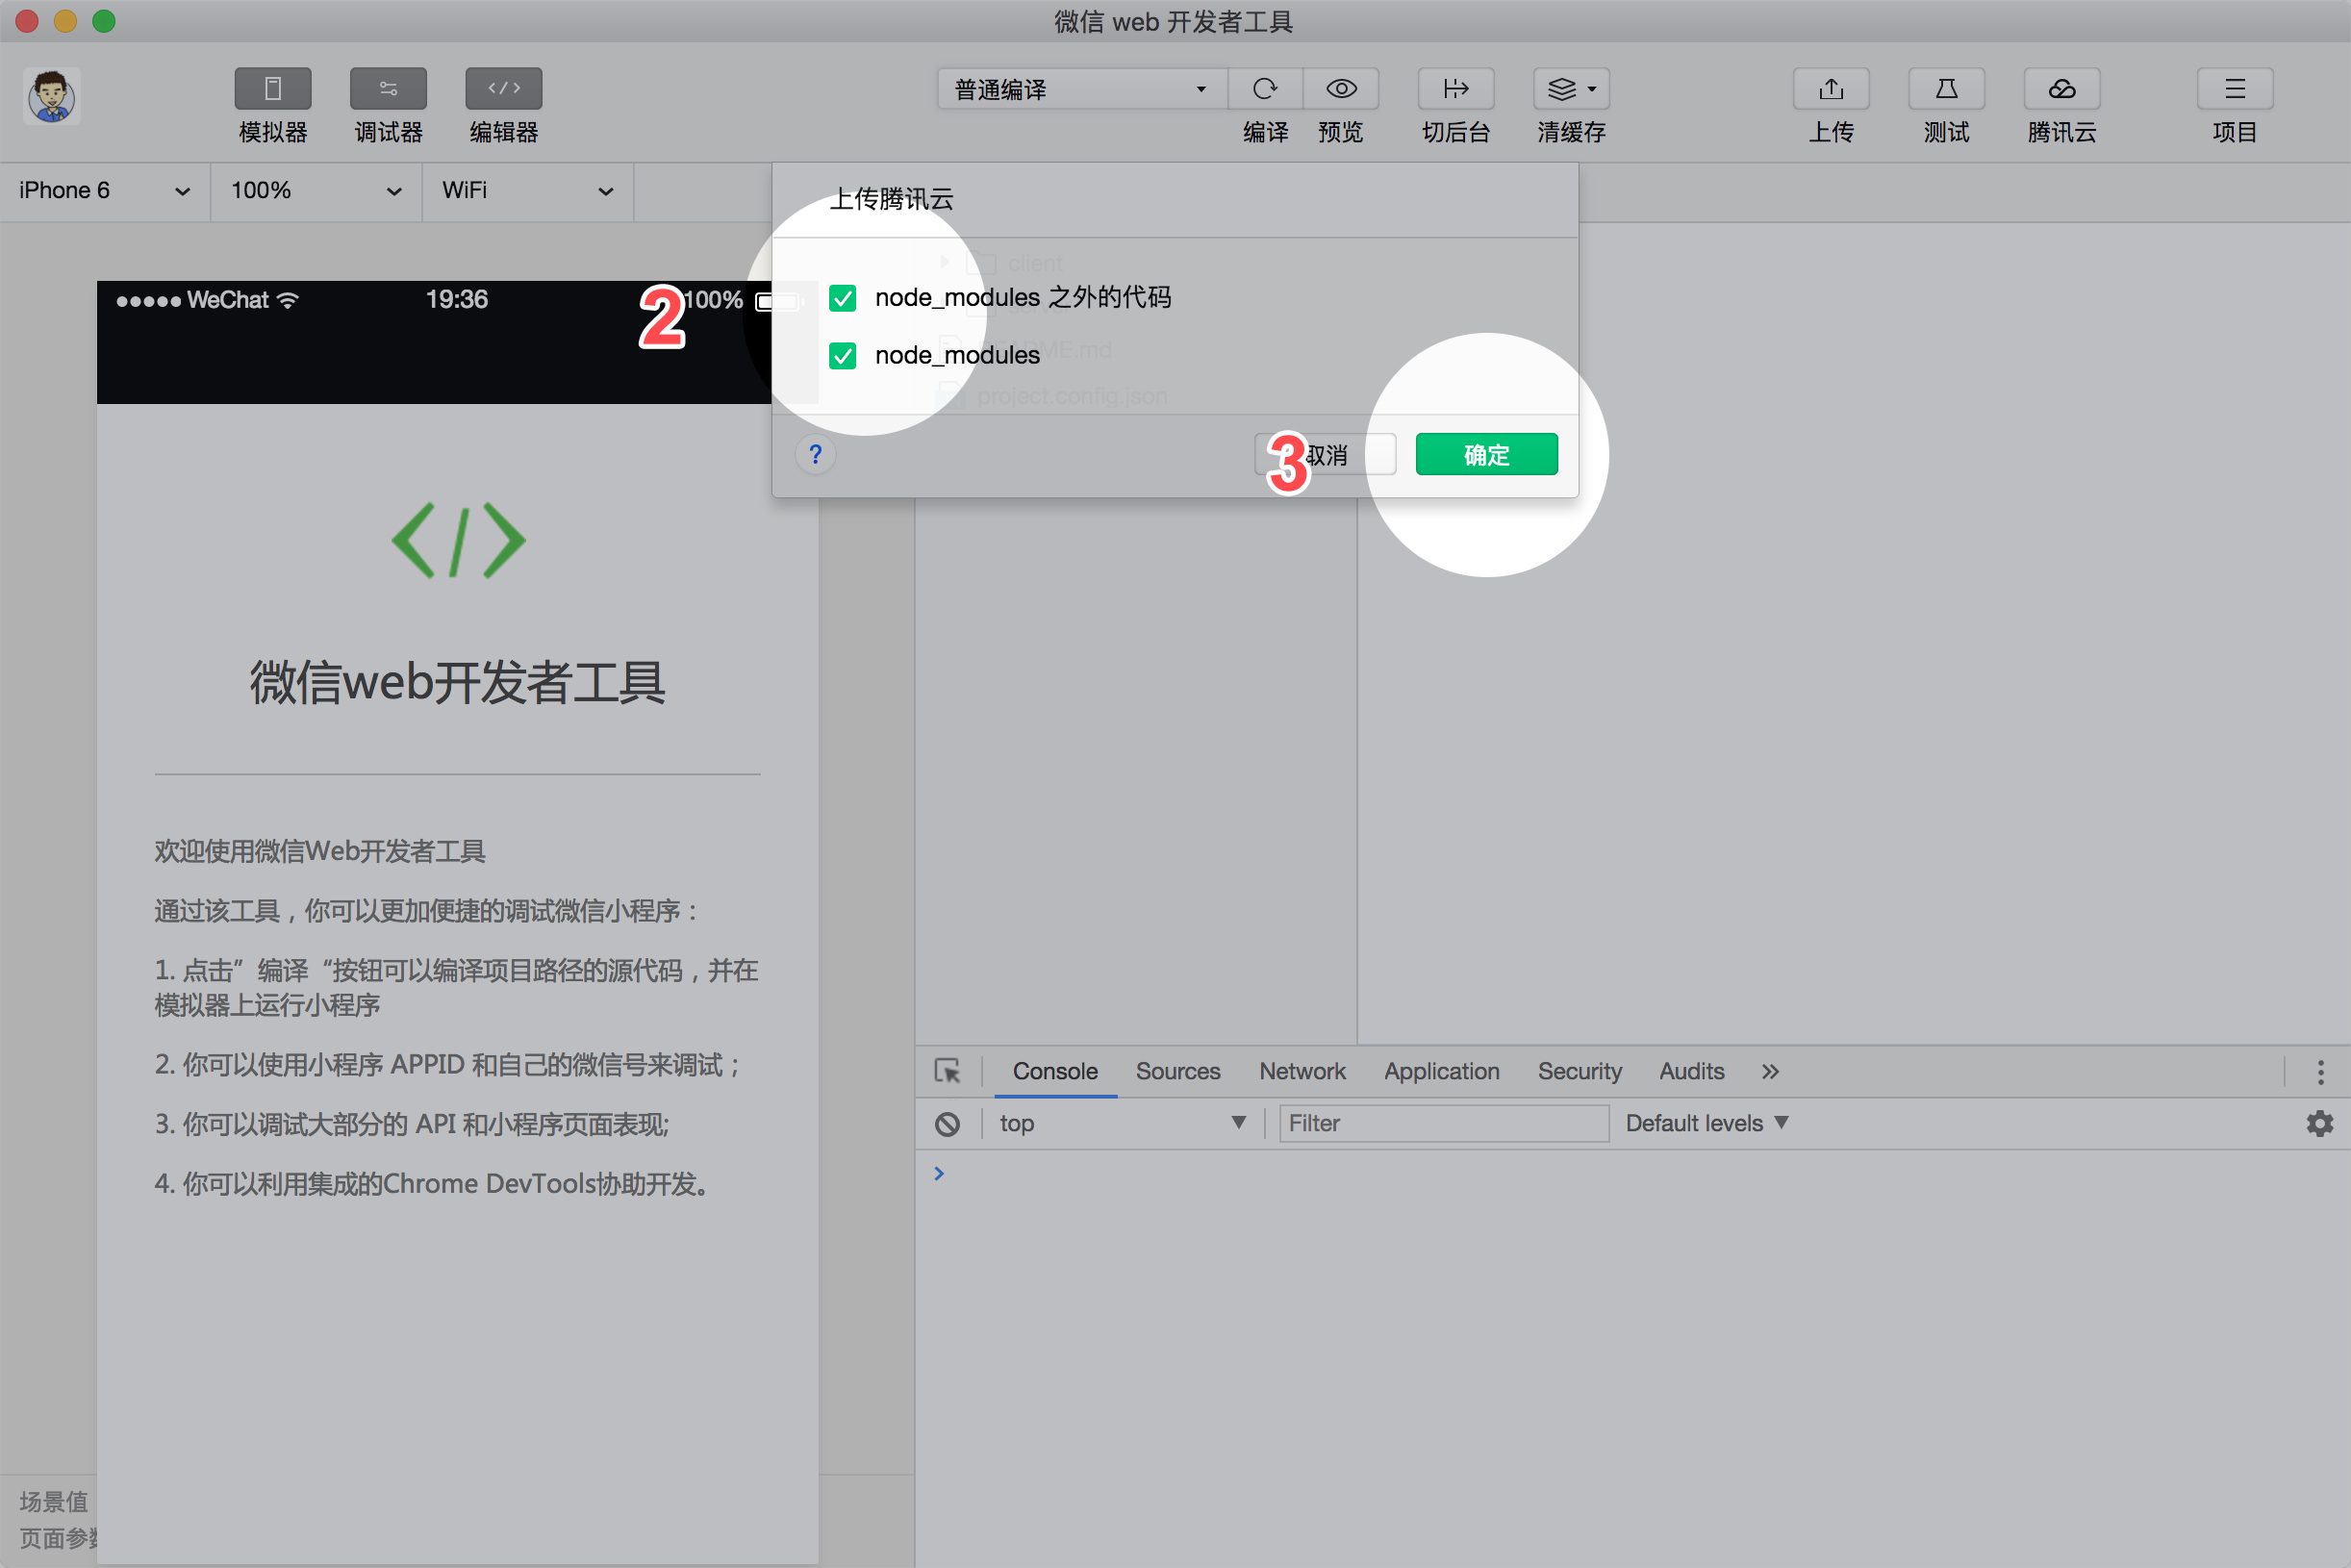 微信 web 开发者工具
模拟器
调试器
编辑器
普通编译
编译
预览
切后台
清缓存
上传
测试
腾讯云
项目
iPhone 6
100%
WiFi
上传腾讯云
client
node_modules 之外的代码
node_modules
project.config.json
?
取消
确定
2
3
WeChat
19:36
100%
</>
微信web开发者工具
欢迎使用微信Web开发者工具
通过该工具，你可以更加便捷的调试微信小程序：
1. 点击”编译“按钮可以编译项目路径的源代码，并在
模拟器上运行小程序
2. 你可以使用小程序 APPID 和自己的微信号来调试；
3. 你可以调试大部分的 API 和小程序页面表现;
4. 你可以利用集成的Chrome DevTools协助开发。
场景值
页面参
Console
Sources
Network
Application
Security
Audits
top
Filter
Default levels